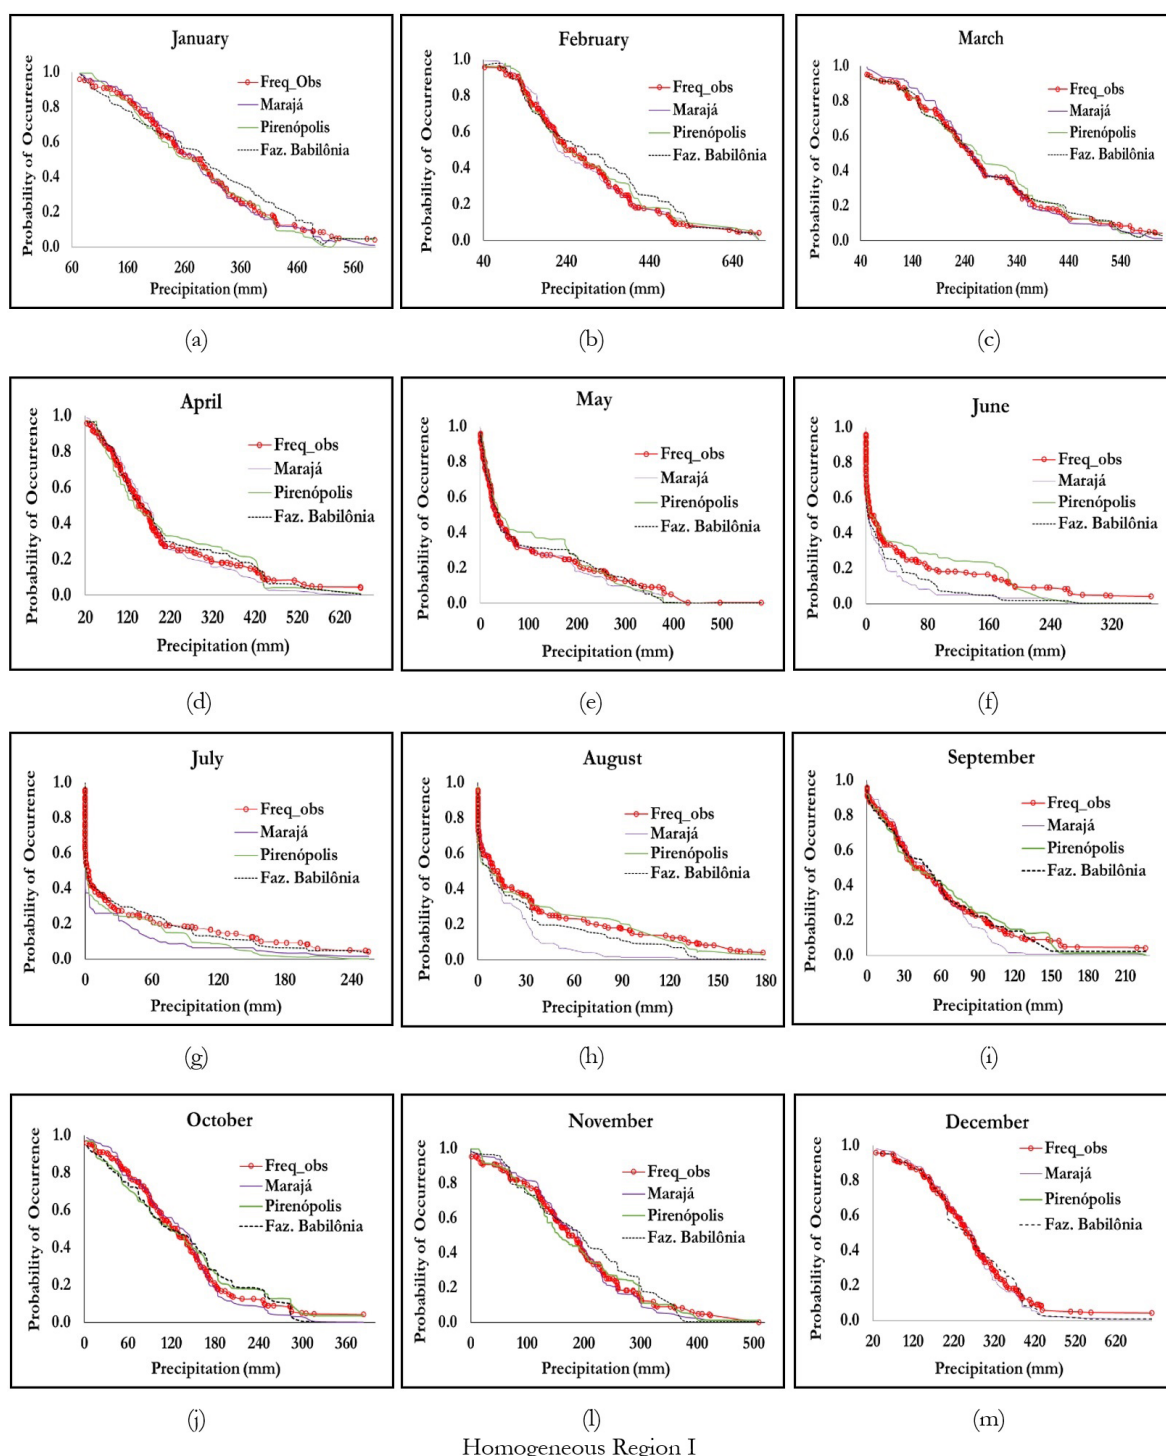 January
Probability of Occurrence
1.0
0.8
0.6
0.4
0.2
0.0
Freq_Obs
Marajá
Pirenópolis
Faz. Babilônia
60 160 260 360 460 560
Precipitation (mm)
(a)
February
Probability of Occurrence
1.0
0.8
0.6
0.4
0.2
0.0
Freq_obs
Marajá
Pirenópolis
Faz. Babilônia
40 240 440 640
Precipitation (mm)
(b)
March
Probability of Occurrence
1.0
0.8
0.6
0.4
0.2
0.0
Freq_obs
Marajá
Pirenópolis
Faz. Babilônia
40 140 240 340 440 540
Precipitation (mm)
(c)
April
Probability of Occurrence
1.0
0.8
0.6
0.4
0.2
0.0
Freq_obs
Marajá
Pirenópolis
Faz. Babilônia
20 120 220 320 420 520 620
Precipitation (mm)
(d)
May
Probability of Occurrence
1.0
0.8
0.6
0.4
0.2
0.0
Freq_obs
Marajá
Pirenópolis
Faz. Babilônia
0 100 200 300 400 500
Precipitation (mm)
(e)
June
Probability of Occurrence
1.0
0.8
0.6
0.4
0.2
0.0
Freq_obs
Marajá
Pirenópolis
Faz. Babilônia
0 80 160 240 320
Precipitation (mm)
(f)
July
Probability of Occurrence
1.0
0.8
0.6
0.4
0.2
0.0
Freq_obs
Marajá
Pirenópolis
Faz. Babilônia
0 60 120 180 240
Precipitation (mm)
(g)
August
Probability of Occurrence
1.0
0.8
0.6
0.4
0.2
0.0
Freq_obs
Marajá
Pirenópolis
Faz. Babilônia
0 30 60 90 120 150 180
Precipitation (mm)
(h)
September
Probability of Occurrence
1.0
0.8
0.6
0.4
0.2
0.0
Freq_obs
Marajá
Pirenópolis
Faz. Babilônia
0 30 60 90 120 150 180 210
Precipitation (mm)
(i)
October
Probability of Occurrence
1.0
0.8
0.6
0.4
0.2
0.0
Freq_obs
Marajá
Pirenópolis
Faz. Babilônia
0 60 120 180 240 300 360
Precipitation (mm)
(j)
November
Probability of Occurrence
1.0
0.8
0.6
0.4
0.2
0.0
Freq_obs
Marajá
Pirenópolis
Faz. Babilônia
0 100 200 300 400 500
Precipitation (mm)
(l)
December
Probability of Occurrence
1.0
0.8
0.6
0.4
0.2
0.0
Freq_obs
Marajá
Pirenópolis
Faz. Babilônia
20 120 220 320 420 520 620
Precipitation (mm)
(m)
Homogeneous Region I